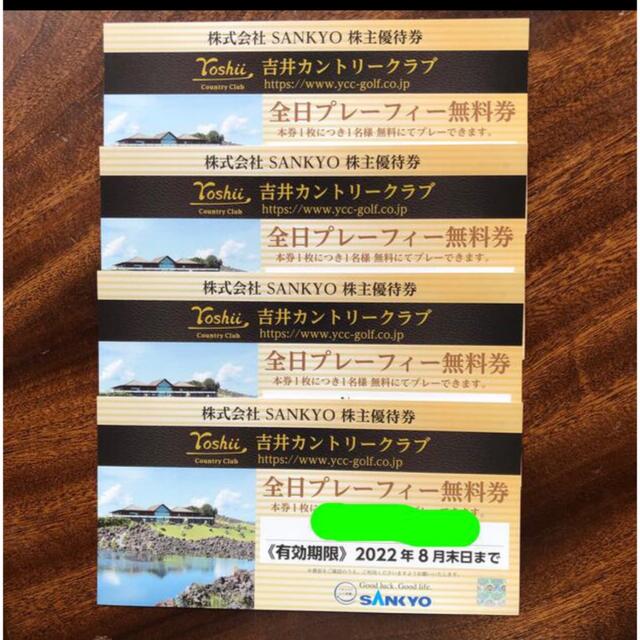 株式会社 SANKYO 株主優待券
Yoshii 吉井カントリークラブ
Country Club https://www.ycc-golf.co.jp
全日プレーフィー無料券
本券1枚につき1名様 無料にてプレーできます。
株式会社 SANKYO 株主優待券
Yoshii 吉井カントリークラブ
Country Club https://www.ycc-golf.co.jp
全日プレーフィー無料券
本券1枚につき1名様 無料にてプレーできます。
株式会社 SANKYO 株主優待券
Yoshii 吉井カントリークラブ
Country Club https://www.ycc-golf.co.jp
全日プレーフィー無料券
本券1枚につき1名様 無料にてプレーできます。
株式会社 SANKYO 株主優待券
Yoshii 吉井カントリークラブ
Country Club https://www.ycc-golf.co.jp
全日プレーフィー無料券
本券1枚に
《有効期限》2022年8月末日まで
Good luck. Good life.
SANKYO